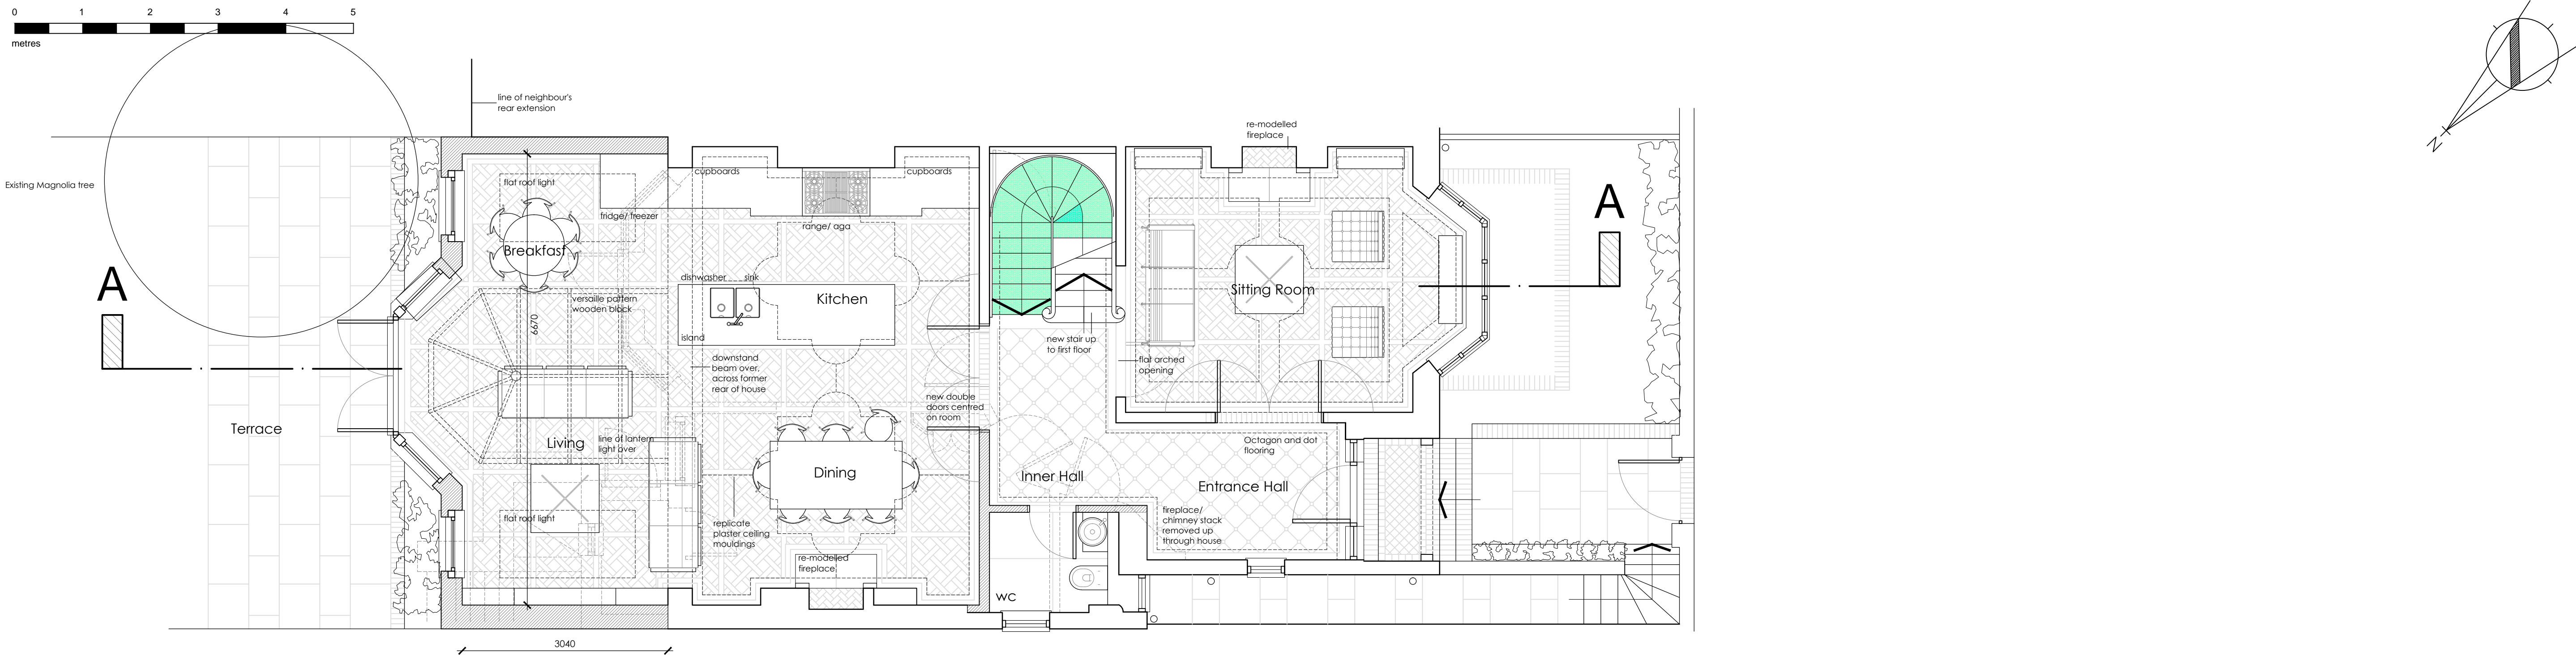 0 1 2 3 4 5
metres
line of neighbour's
rear extension
N
re-modelled
fireplace
Existing Magnolia tree
flat roof light
cupboards
cupboards
A
fridge/ freezer
range/ aga
Breakfast
dishwasher
sink
A
versaille pattern
wooden block
Kitchen
Sitting Room
6670
island
new stair up
to first floor
downstand
beam over,
across former
rear of house
flat arched
opening
new double
doors centred
on room
Terrace
Living
line of lantern
light over
Octagon and dot
flooring
Dining
Inner Hall
Entrance Hall
flat roof light
replicate
plaster ceiling
mouldings
fireplace/
chimney stack
removed up
through house
re-modelled
fireplace
WC
3040